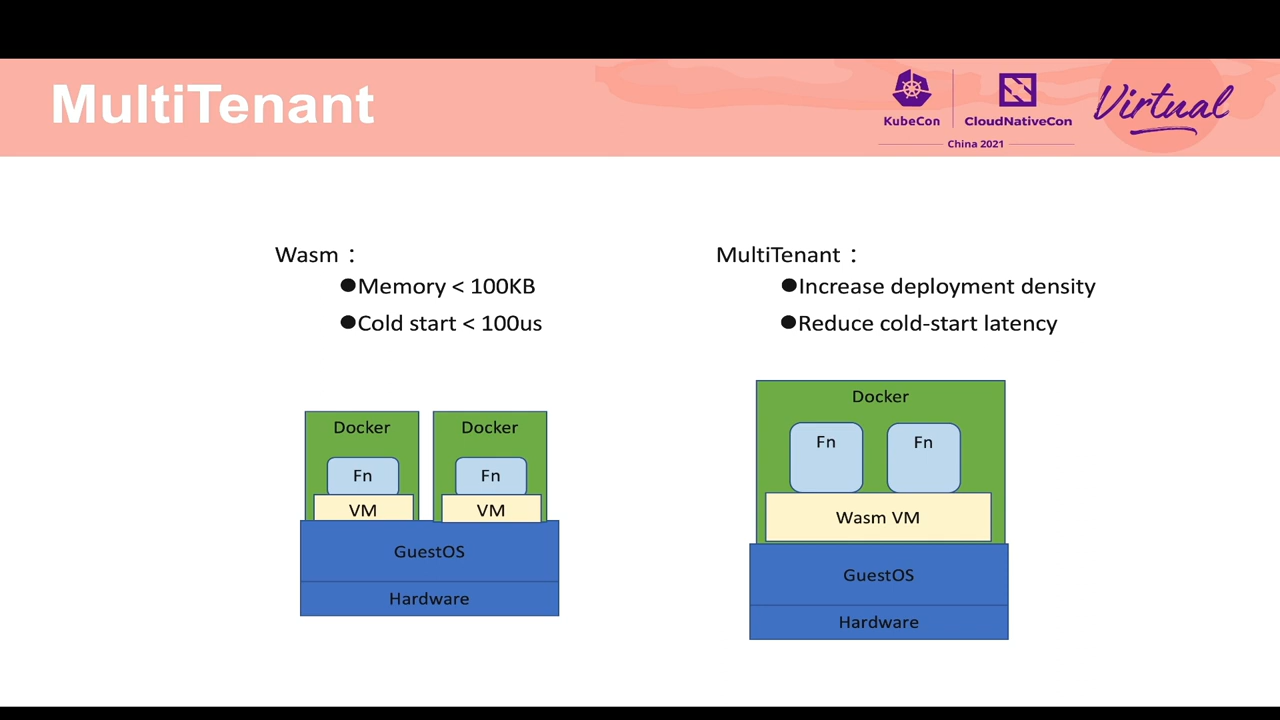 MultiTenant
KubeCon
CloudNativeCon
China 2021
Virtual
Wasm：
●Memory < 100KB
●Cold start < 100us
MultiTenant：
●Increase deployment density
●Reduce cold-start latency
Docker
Fn
VM
Docker
Fn
VM
GuestOS
Hardware
Docker
Fn
Fn
Wasm VM
GuestOS
Hardware